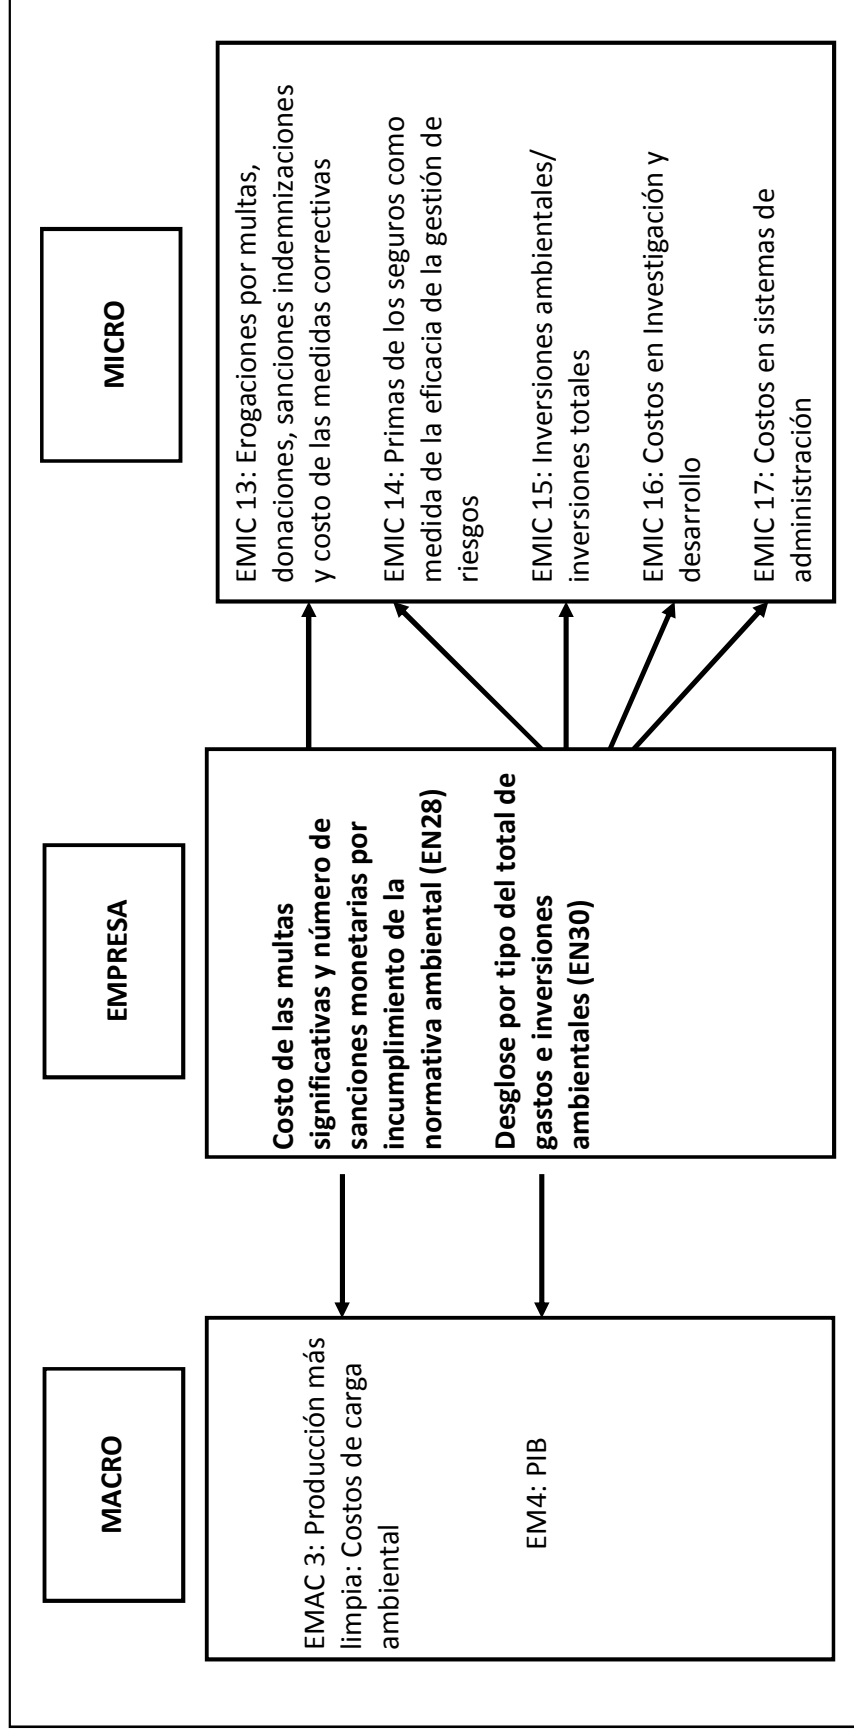 MACRO
EMAC 3: Producción más
limpia: Costos de carga
ambiental
EM4: PIB
EMPRESA
Costo de las multas
significativas y número de
sanciones monetarias por
incumplimiento de la
normativa ambiental (EN28)
Desglose por tipo del total de
gastos e inversiones
ambientales (EN30)
MICRO
EMIC 13: Erogaciones por multas,
donaciones, sanciones indemnizaciones
y costo de las medidas correctivas
EMIC 14: Primas de los seguros como
medida de la eficacia de la gestión de
riesgos
EMIC 15: Inversiones ambientales/
inversiones totales
EMIC 16: Costos en Investigación y
desarrollo
EMIC 17: Costos en sistemas de
administración